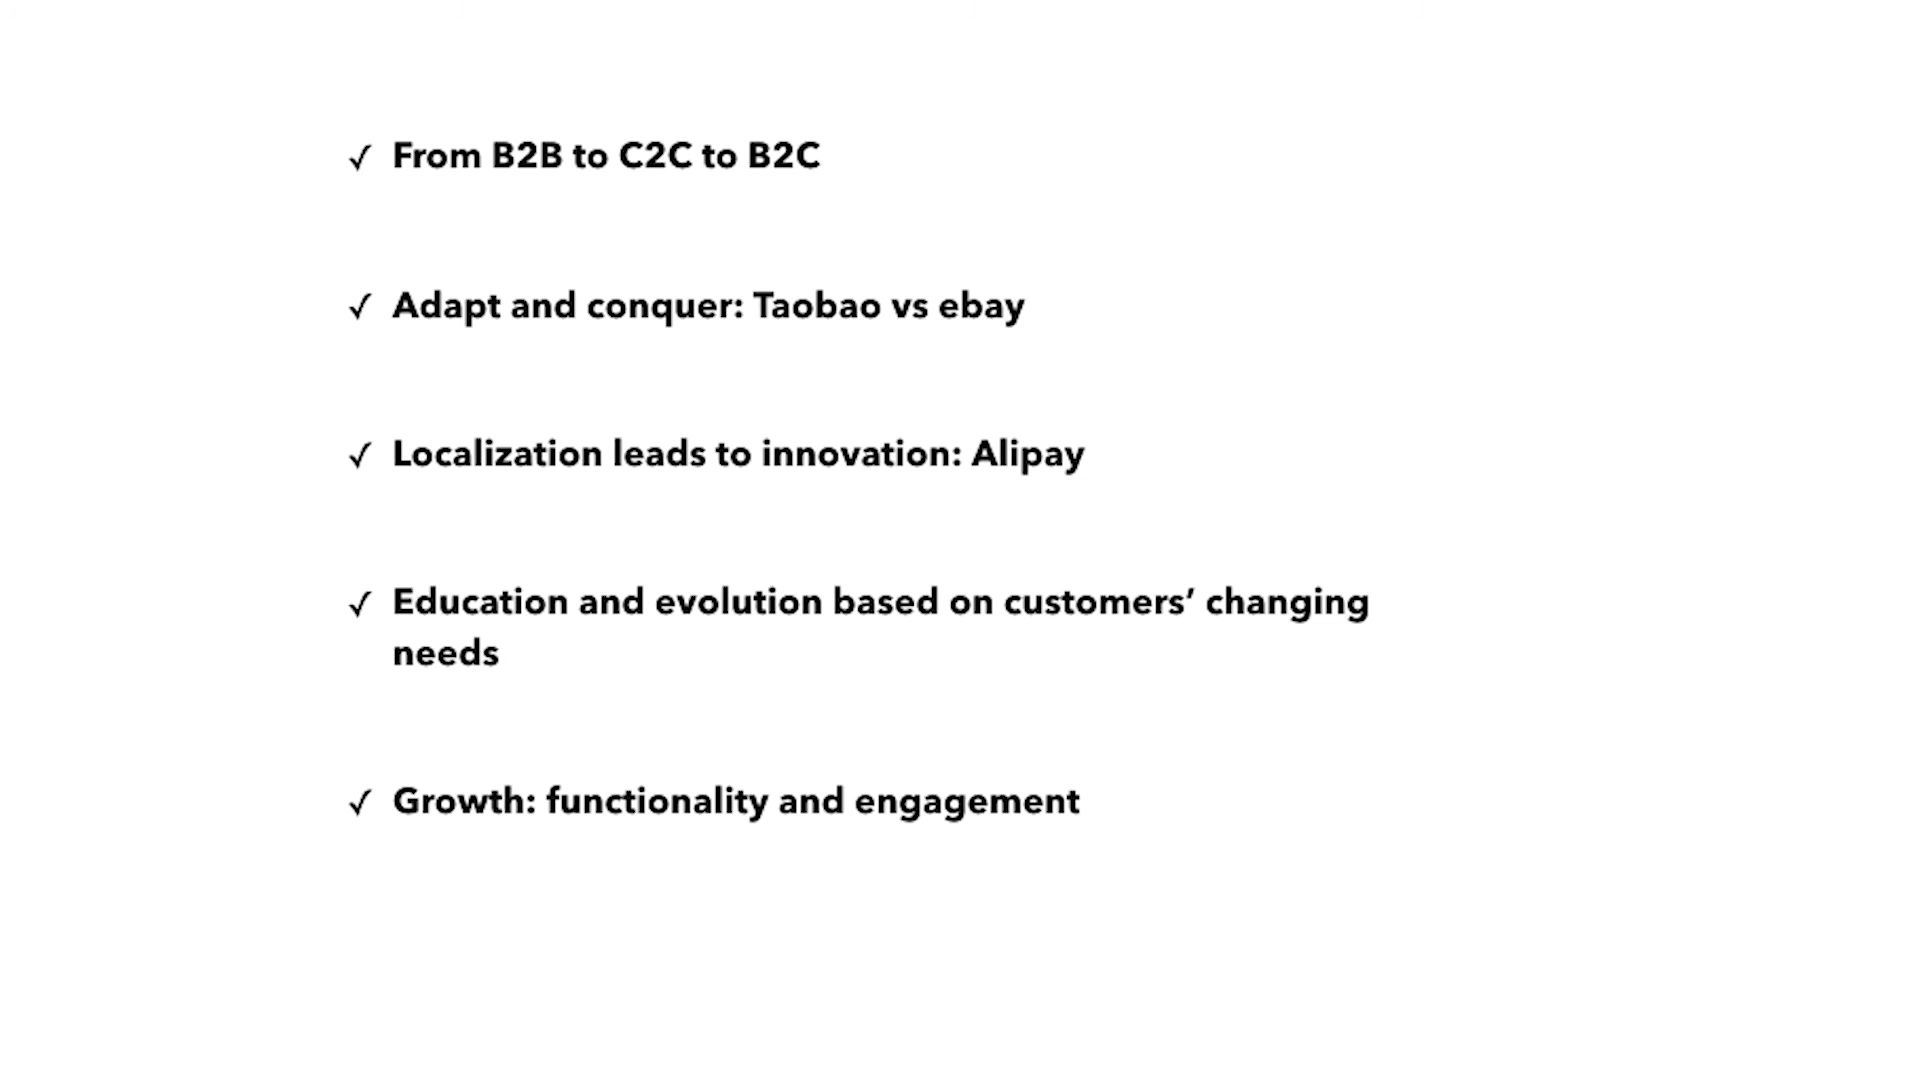 ✓ From B2B to C2C to B2C
✓ Adapt and conquer: Taobao vs ebay
✓ Localization leads to innovation: Alipay
✓ Education and evolution based on customers’ changing
needs
✓ Growth: functionality and engagement